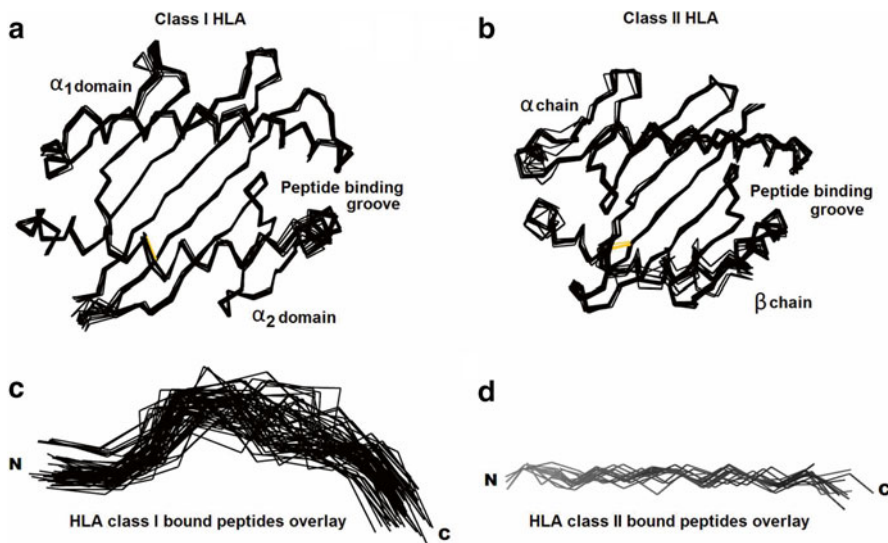 a
Class I HLA
α1 domain
Peptide binding
groove
α2 domain
b
Class II HLA
α chain
Peptide binding
groove
β chain
c
N
C
HLA class I bound peptides overlay
d
N
C
HLA class II bound peptides overlay